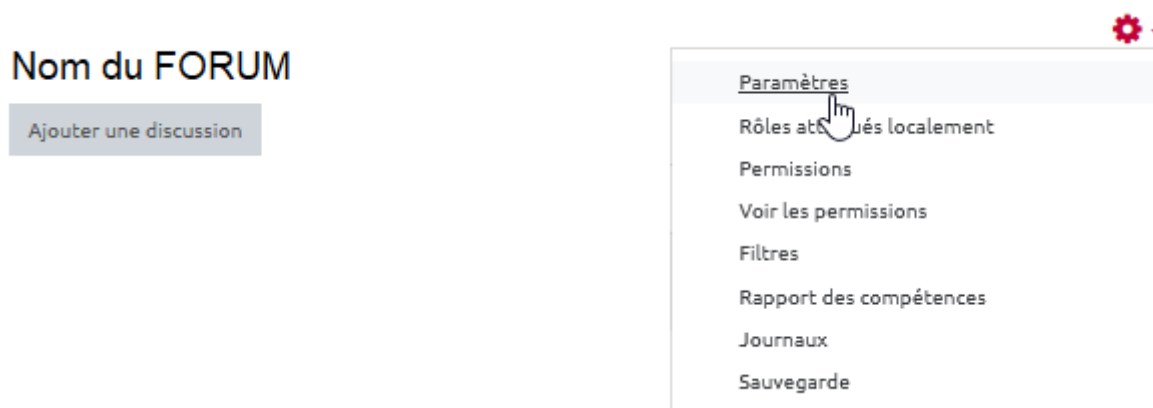 Nom du FORUM
Ajouter une discussion
Paramètres
Rôles localement
Permissions
Voir les permissions
Filtres
Rapport des compétences
Journaux
Sauvegarde